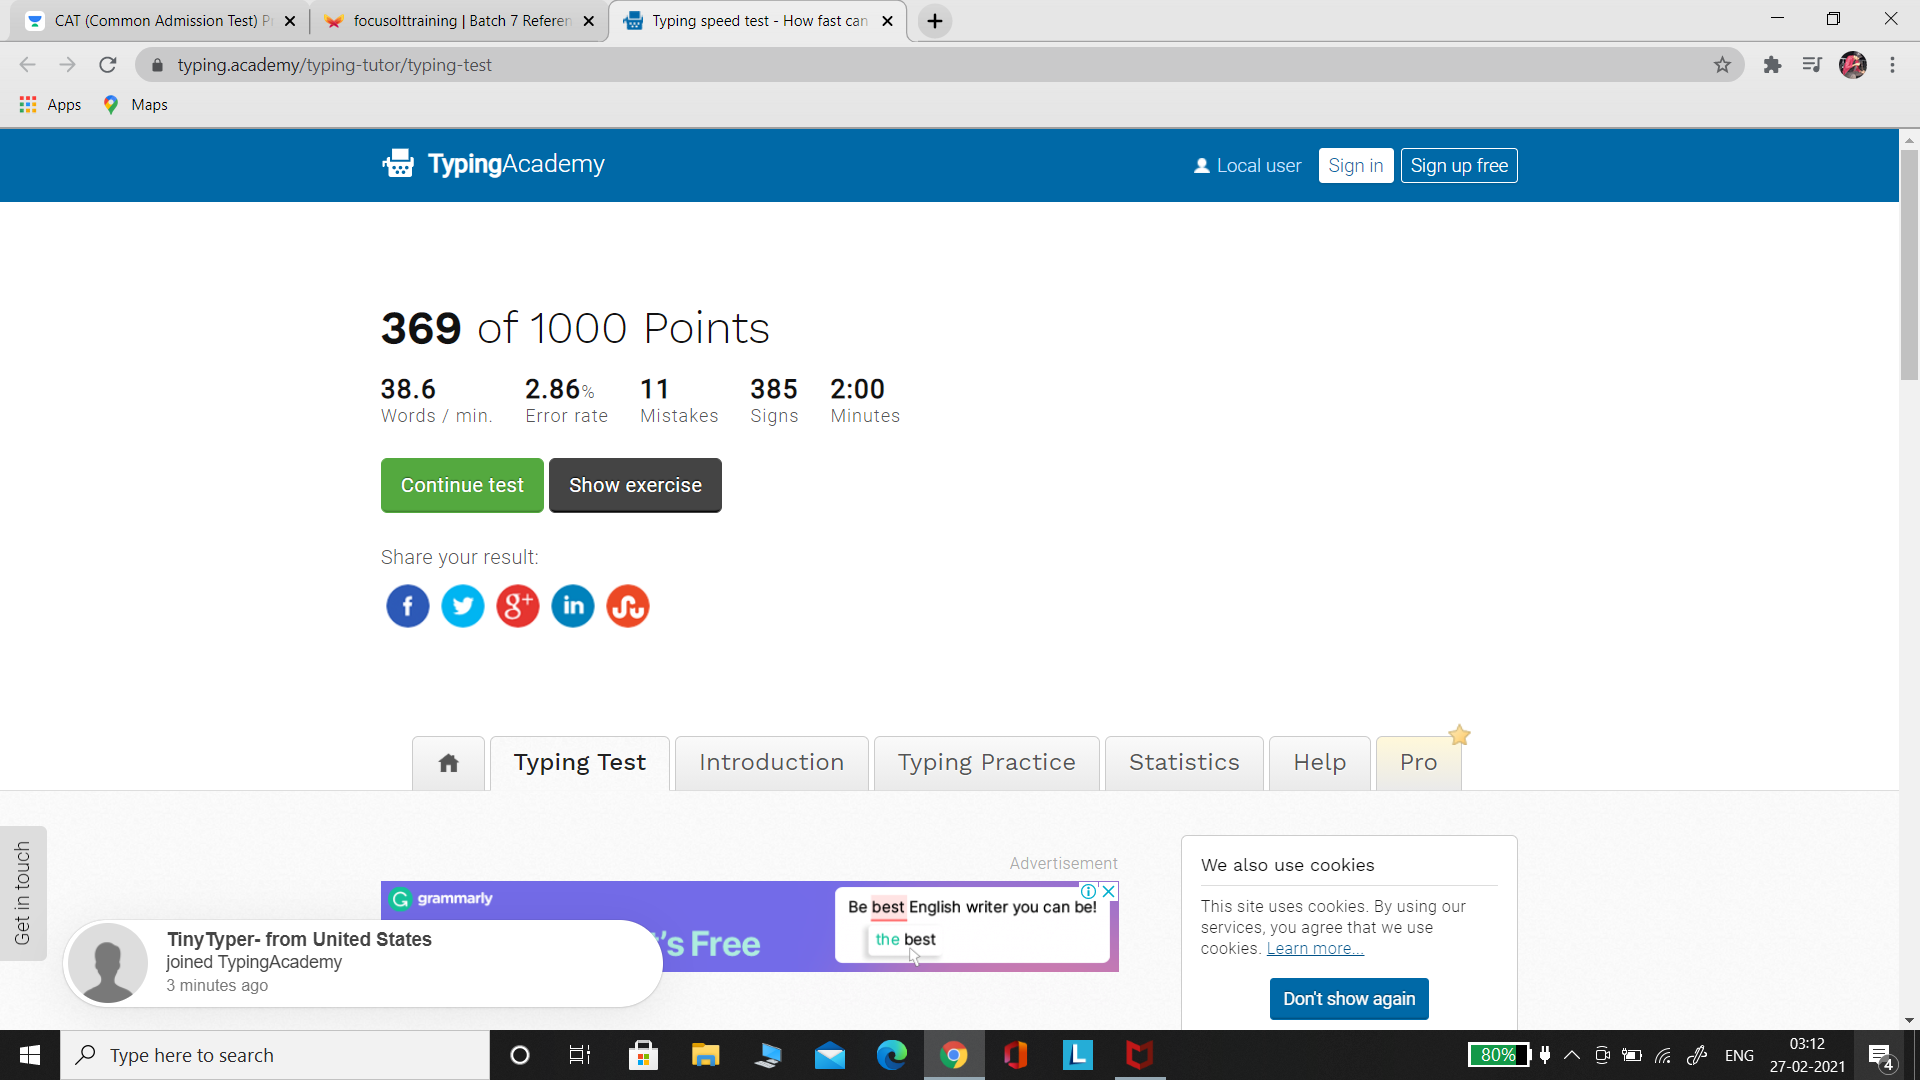 CAT (Common Admission Test) P
focusolttraining | Batch 7 Referen
Typing speed test - How fast can
typing.academy/typing-tutor/typing-test
Apps
Maps
TypingAcademy
Local user
Sign in
Sign up free
369 of 1000 Points
38.6
2.86%
11
385
2:00
Words / min.
Error rate
Mistakes
Signs
Minutes
Continue test
Show exercise
Share your result:
Typing Test
Introduction
Typing Practice
Statistics
Help
Pro
Get in touch
Advertisement
grammarly
's Free
Be best English writer you can be!
the best
We also use cookies
This site uses cookies. By using our
services, you agree that we use
cookies. Learn more...
Don't show again
TinyTyper- from United States
joined TypingAcademy
3 minutes ago
Type here to search
80%
ENG
03:12
27-02-2021
4